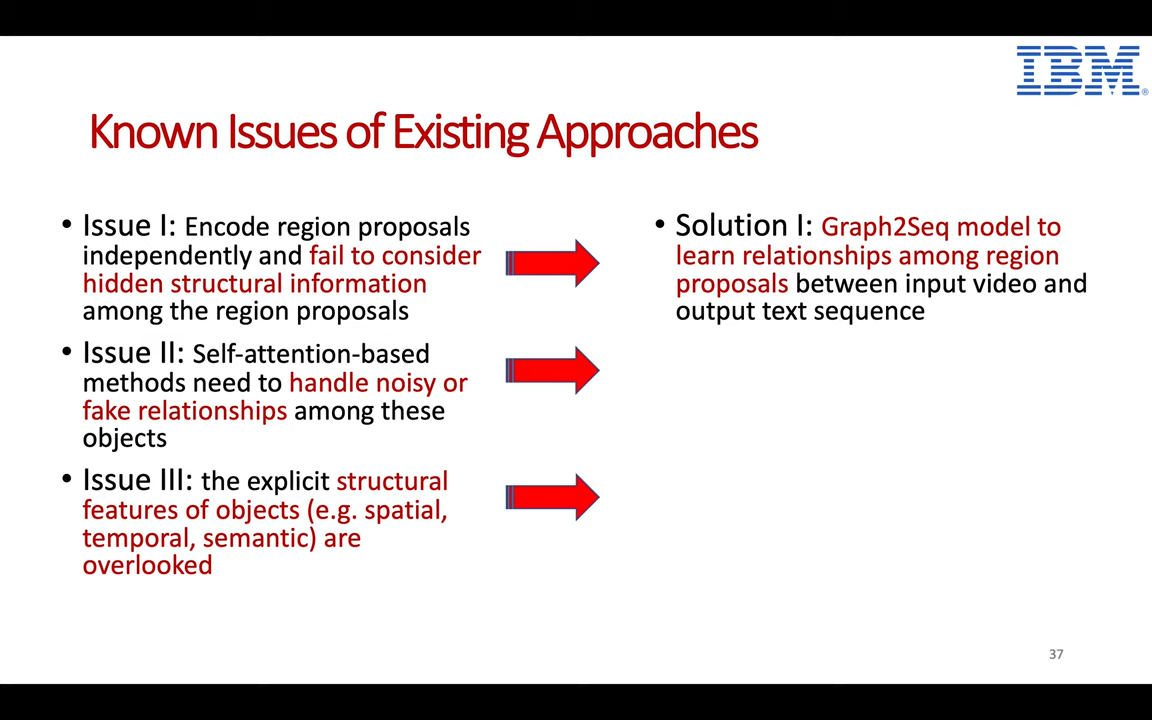 IBM®
Known Issues of Existing Approaches
• Issue I: Encode region proposals
independently and fail to consider
hidden structural information
among the region proposals
• Issue II: Self-attention-based
methods need to handle noisy or
fake relationships among these
objects
• Issue III: the explicit structural
features of objects (e.g. spatial,
temporal, semantic) are
overlooked
• Solution I: Graph2Seq model to
learn relationships among region
proposals between input video and
output text sequence
37